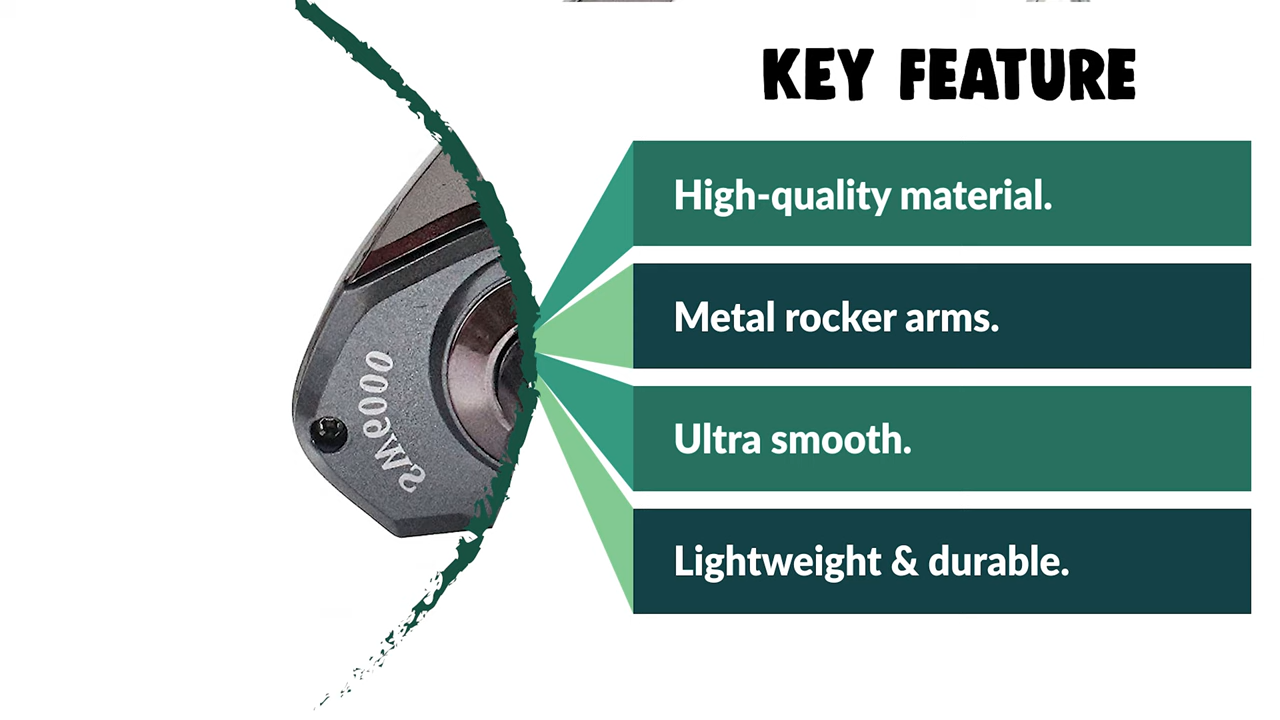 KEY FEATURE
High-quality material.
Metal rocker arms.
Ultra smooth.
Lightweight & durable.
SW6000